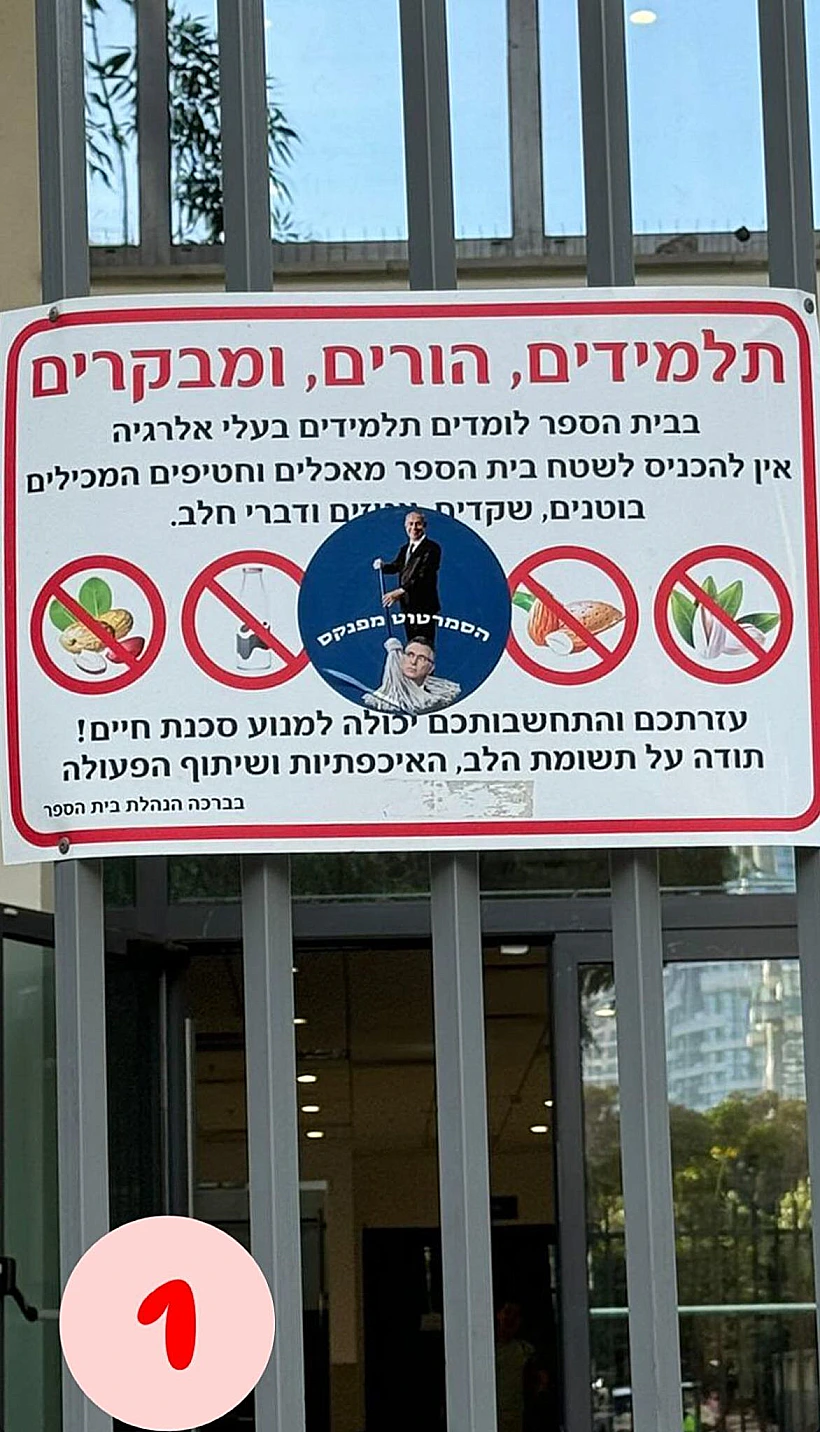 תלמידים, הורים, ומבקרים
בבית הספר לומדים תלמידים בעלי אלרגיה
אין להכניס לשטח בית הספר מאכלים וחטיפים המכילים
בוטנים, שקדים, ודברי חלב.
הסמרטוט מפנקס
עזרתכם והתחשבותכם יכולה למנוע סכנת חיים!
תודה על תשומת הלב, האיכפתיות ושיתוף הפעולה
בברכה הנהלת בית הספר
1